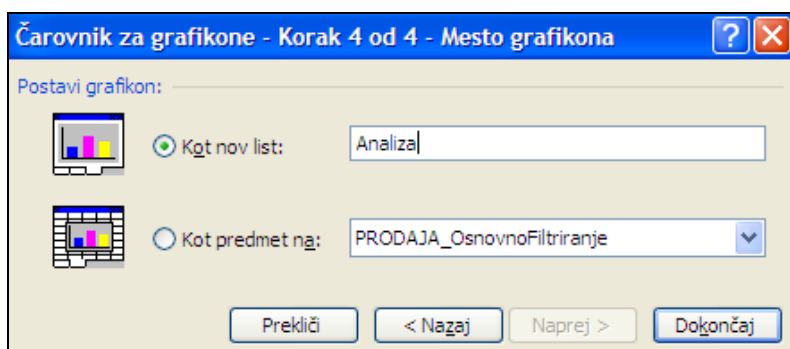 Čarovnik za grafikone - Korak 4 od 4 - Mesto grafikona
Postavi grafikon:
Kot nov list:
Analiza
Kot predmet na:
PRODAJA_OsnovnoFiltriranje
Prekliči
< Nazaj
Naprej >
Dokončaj